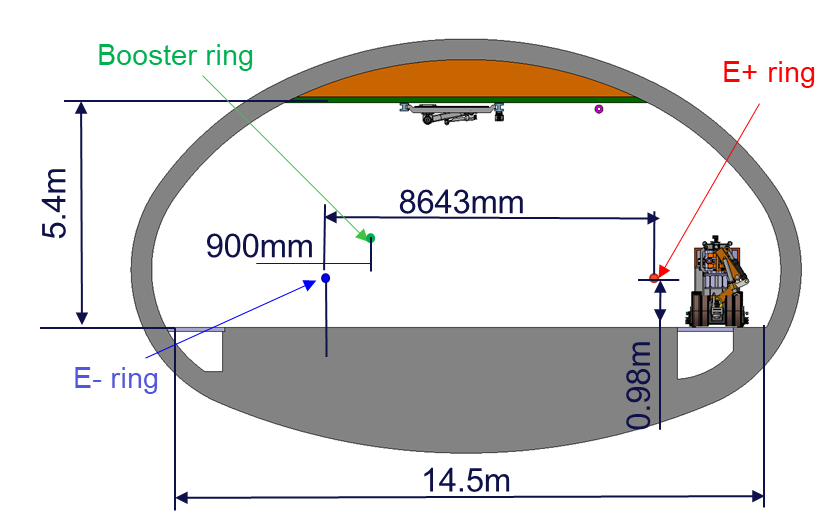 Booster ring
E+ ring
5.4m
8643mm
900mm
E- ring
0.98m
14.5m